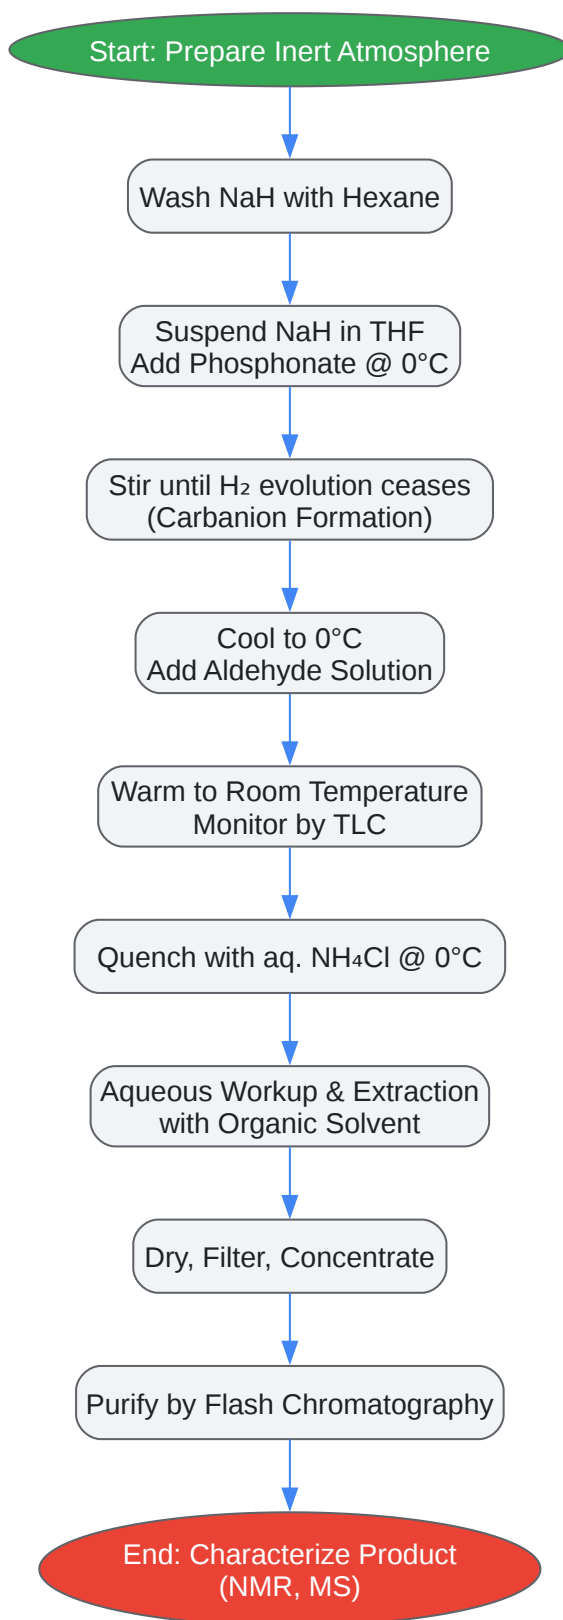 Start: Prepare Inert Atmosphere
Wash NaH with Hexane
Suspend NaH in THF
Add Phosphonate @ 0°C
Stir until H₂ evolution ceases
(Carbanion Formation)
Cool to 0°C
Add Aldehyde Solution
Warm to Room Temperature
Monitor by TLC
Quench with aq. NH₄Cl @ 0°C
Aqueous Workup & Extraction
with Organic Solvent
Dry, Filter, Concentrate
Purify by Flash Chromatography
End: Characterize Product
(NMR, MS)